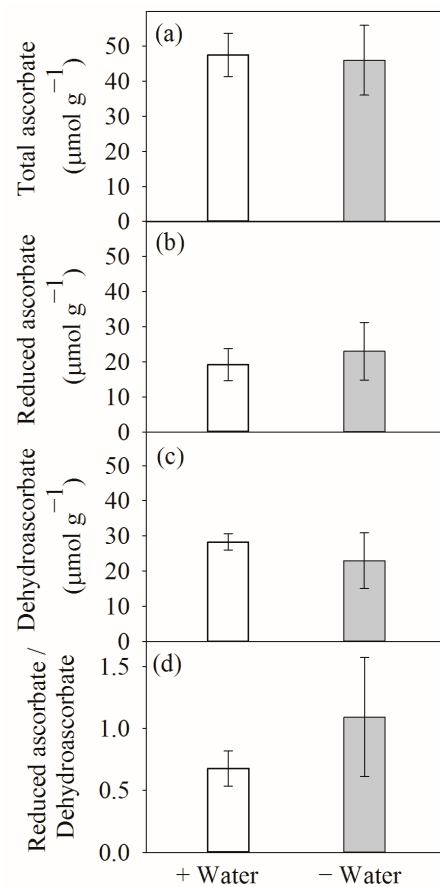 (a)
Total ascorbate
(μmol g⁻¹)
50
40
30
20
10
0
(b)
Reduced ascorbate
(μmol g⁻¹)
50
40
30
20
10
0
(c)
Dehydroascorbate
(μmol g⁻¹)
50
40
30
20
10
0
(d)
Reduced ascorbate /
Dehydroascorbate
1.5
1.0
0.5
0.0
+ Water − Water